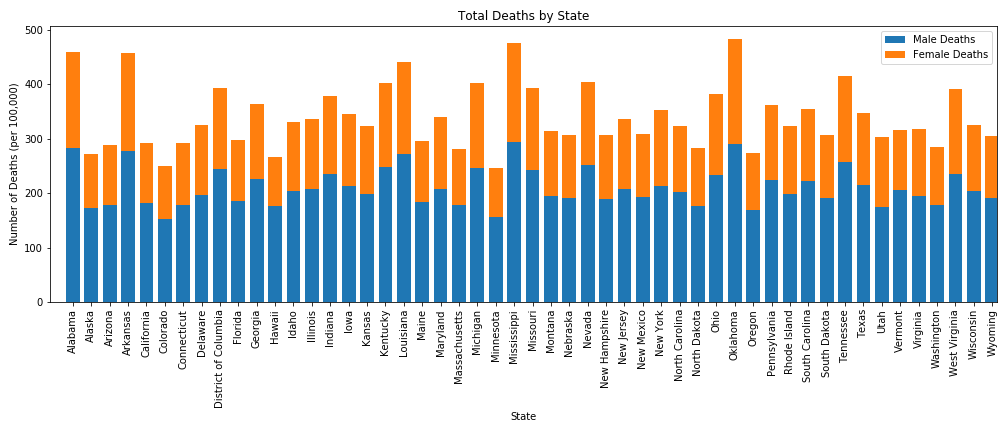 Total Deaths by State
Male Deaths
Female Deaths
Number of Deaths (per 100,000)
500
400
300
200
100
0
Alabama
Alaska
Arizona
Arkansas
California
Colorado
Connecticut
Delaware
District of Columbia
Florida
Georgia
Hawaii
Idaho
Illinois
Indiana
Iowa
Kansas
Kentucky
Louisiana
Maine
Maryland
Massachusetts
Michigan
Minnesota
Mississippi
Missouri
Montana
Nebraska
Nevada
New Hampshire
New Jersey
New Mexico
New York
North Carolina
North Dakota
Ohio
Oklahoma
Oregon
Pennsylvania
Rhode Island
South Carolina
South Dakota
Tennessee
Texas
Utah
Vermont
Virginia
Washington
West Virginia
Wisconsin
Wyoming
State